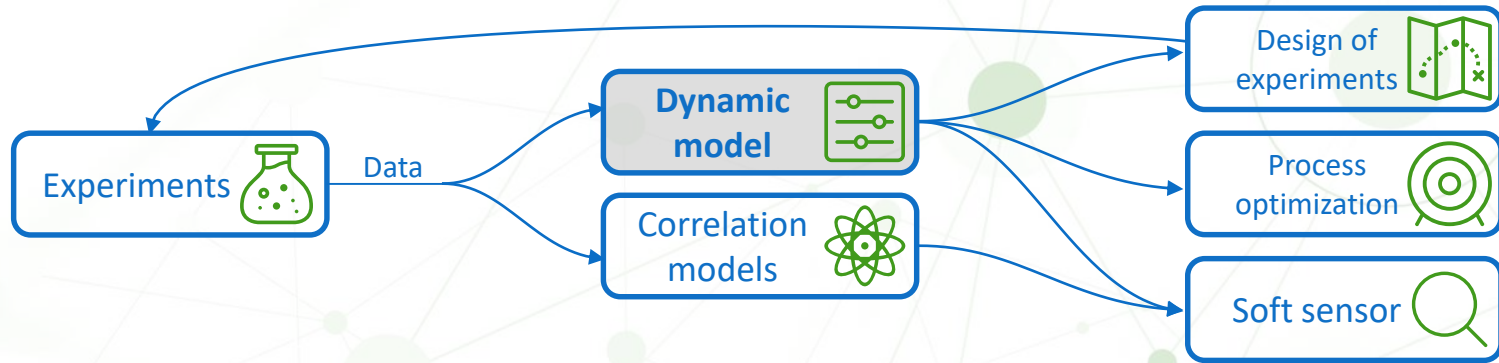 Experiments
Data
Dynamic
model
Correlation
models
Design of
experiments
Process
optimization
Soft sensor